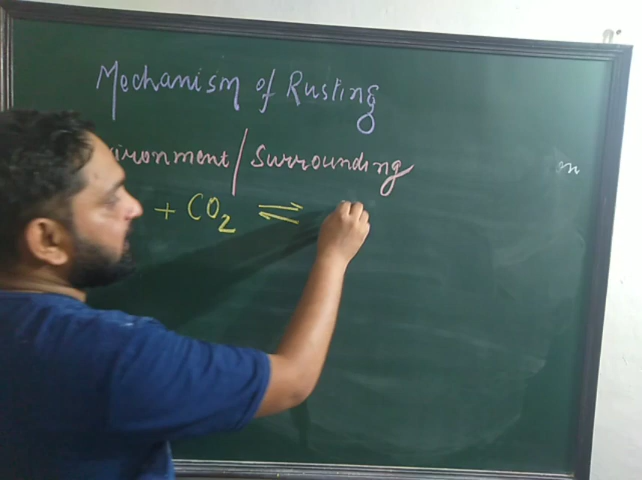 Mechanism of Rusting
ironment/Surrounding
+ CO2 ⇌